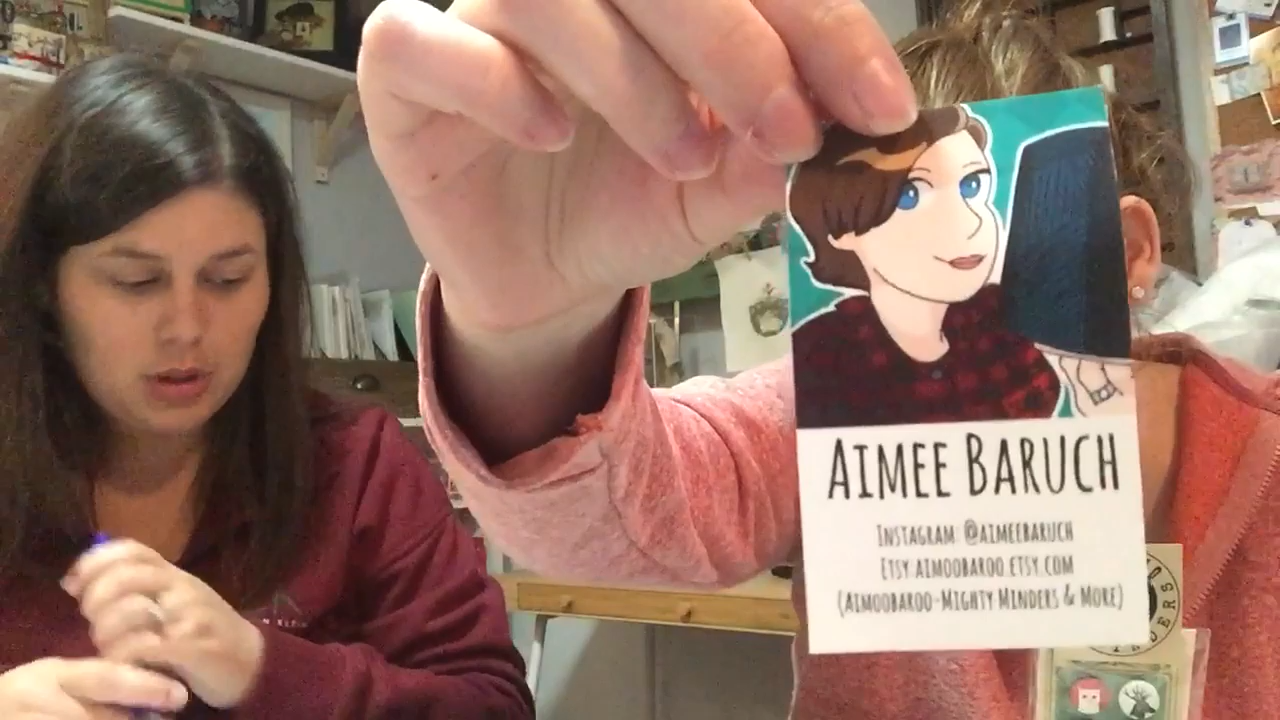 AIMEE BARUCH
INSTAGRAM: @AIMEEBARUCH
ETSY:AIMOOBAROO.ETSY.COM
(AIMOOBAROO-MIGHTY MINDERS & MORE)